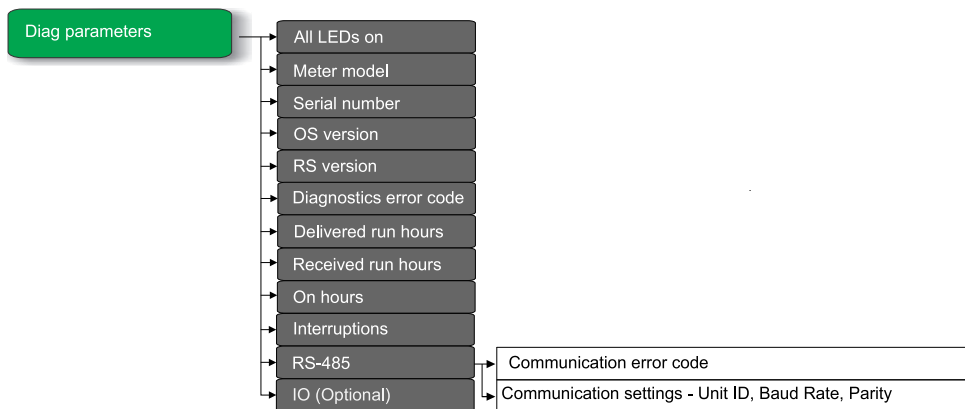 Diag parameters
All LEDs on
Meter model
Serial number
OS version
RS version
Diagnostics error code
Delivered run hours
Received run hours
On hours
Interruptions
RS-485
Communication error code
IO (Optional)
Communication settings - Unit ID, Baud Rate, Parity